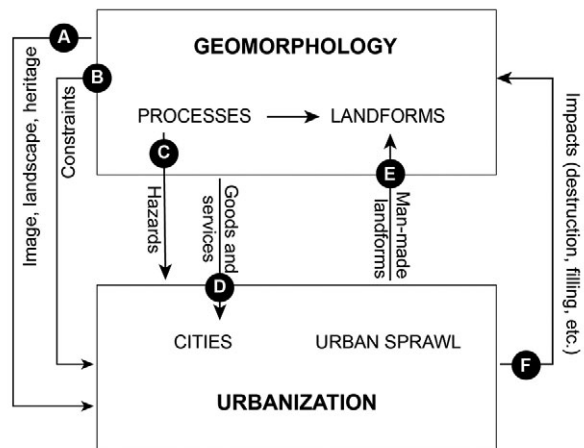 A
GEOMORPHOLOGY
B
PROCESSES
LANDFORMS
Image, landscape, heritage
Constraints
C
Hazards
Goods and
services
D
E
Man-made
landforms
Impacts (destruction, filling, etc.)
CITIES
URBAN SPRAWL
F
URBANIZATION